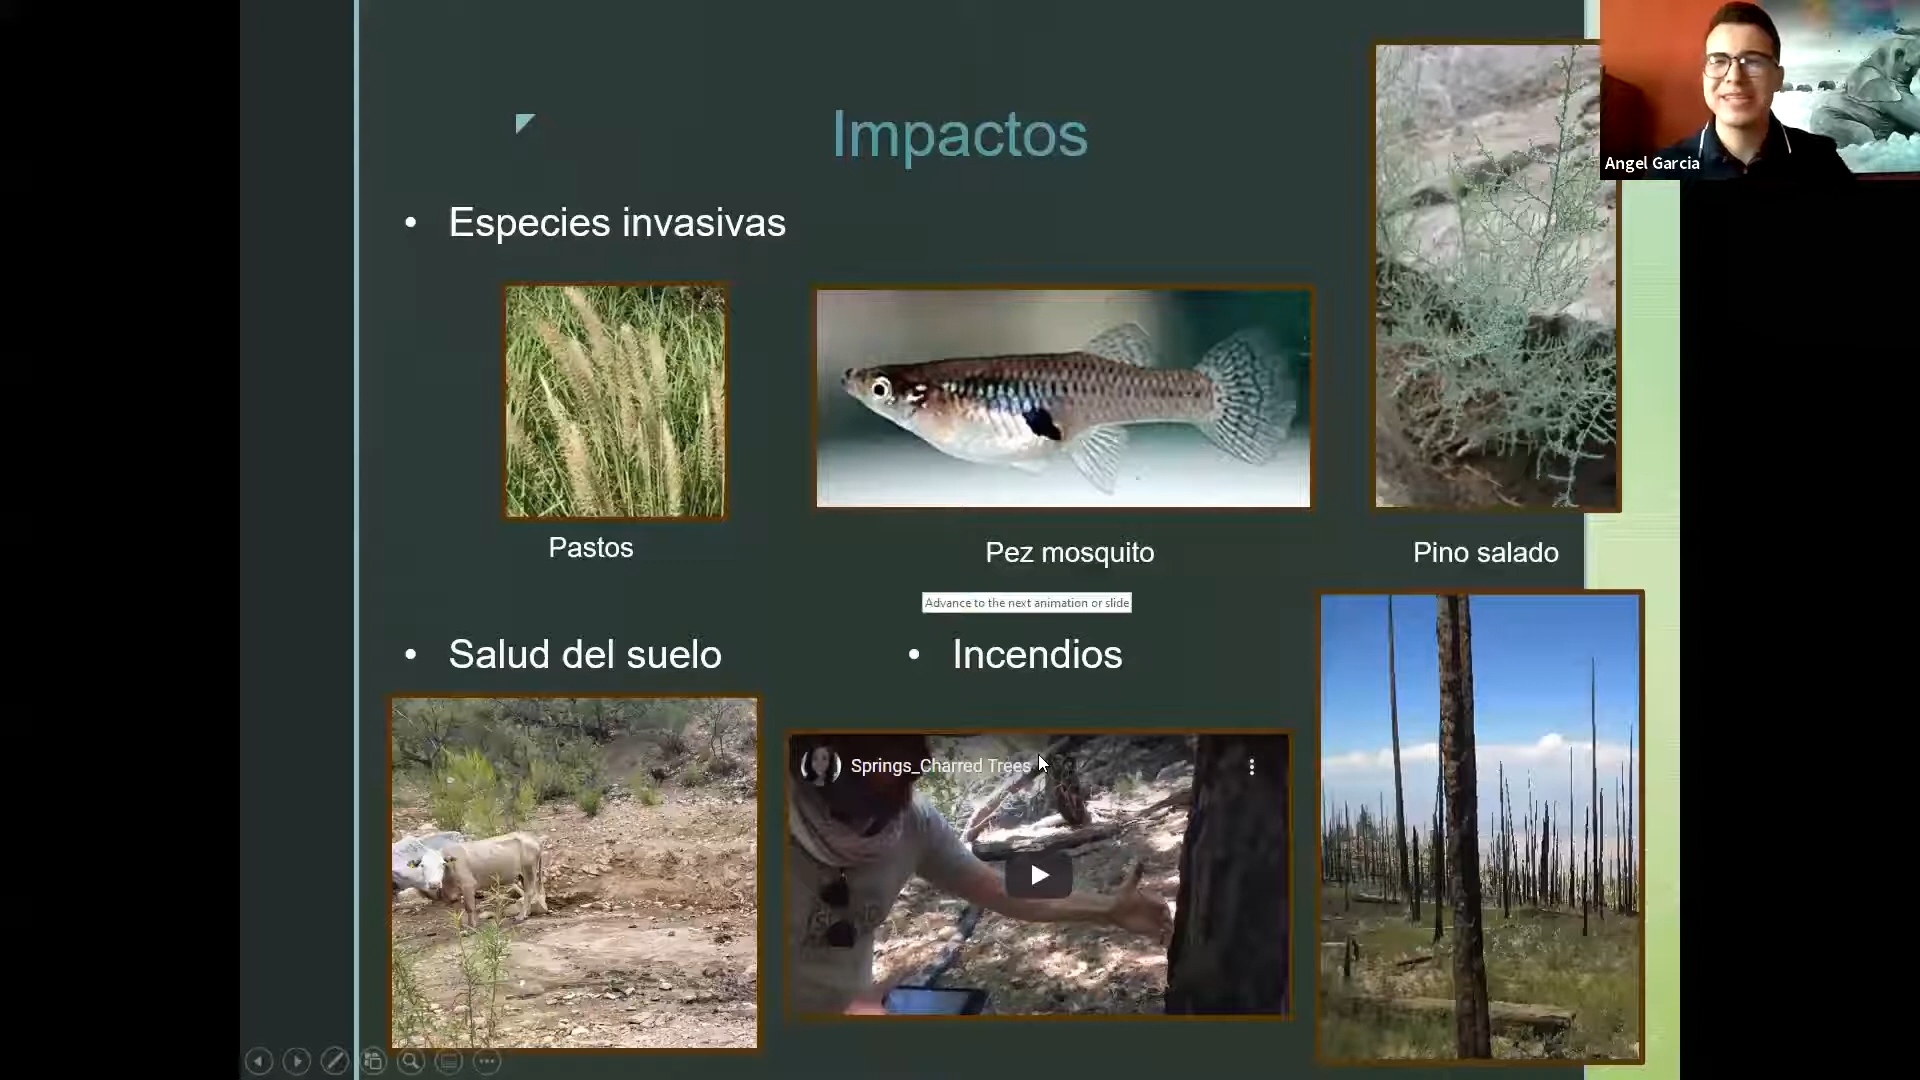 Impactos
Angel Garcia
• Especies invasivas
Pastos
Pez mosquito
Pino salado
Advance to the next animation or slide
• Salud del suelo
• Incendios
Springs_Charred Trees